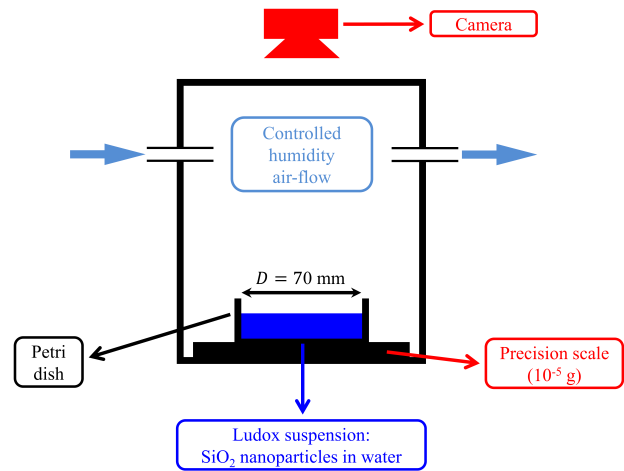 Camera
Controlled
humidity
air-flow
D = 70 mm
Petri
dish
Precision scale
(10⁻⁵ g)
Ludox suspension:
SiO₂ nanoparticles in water